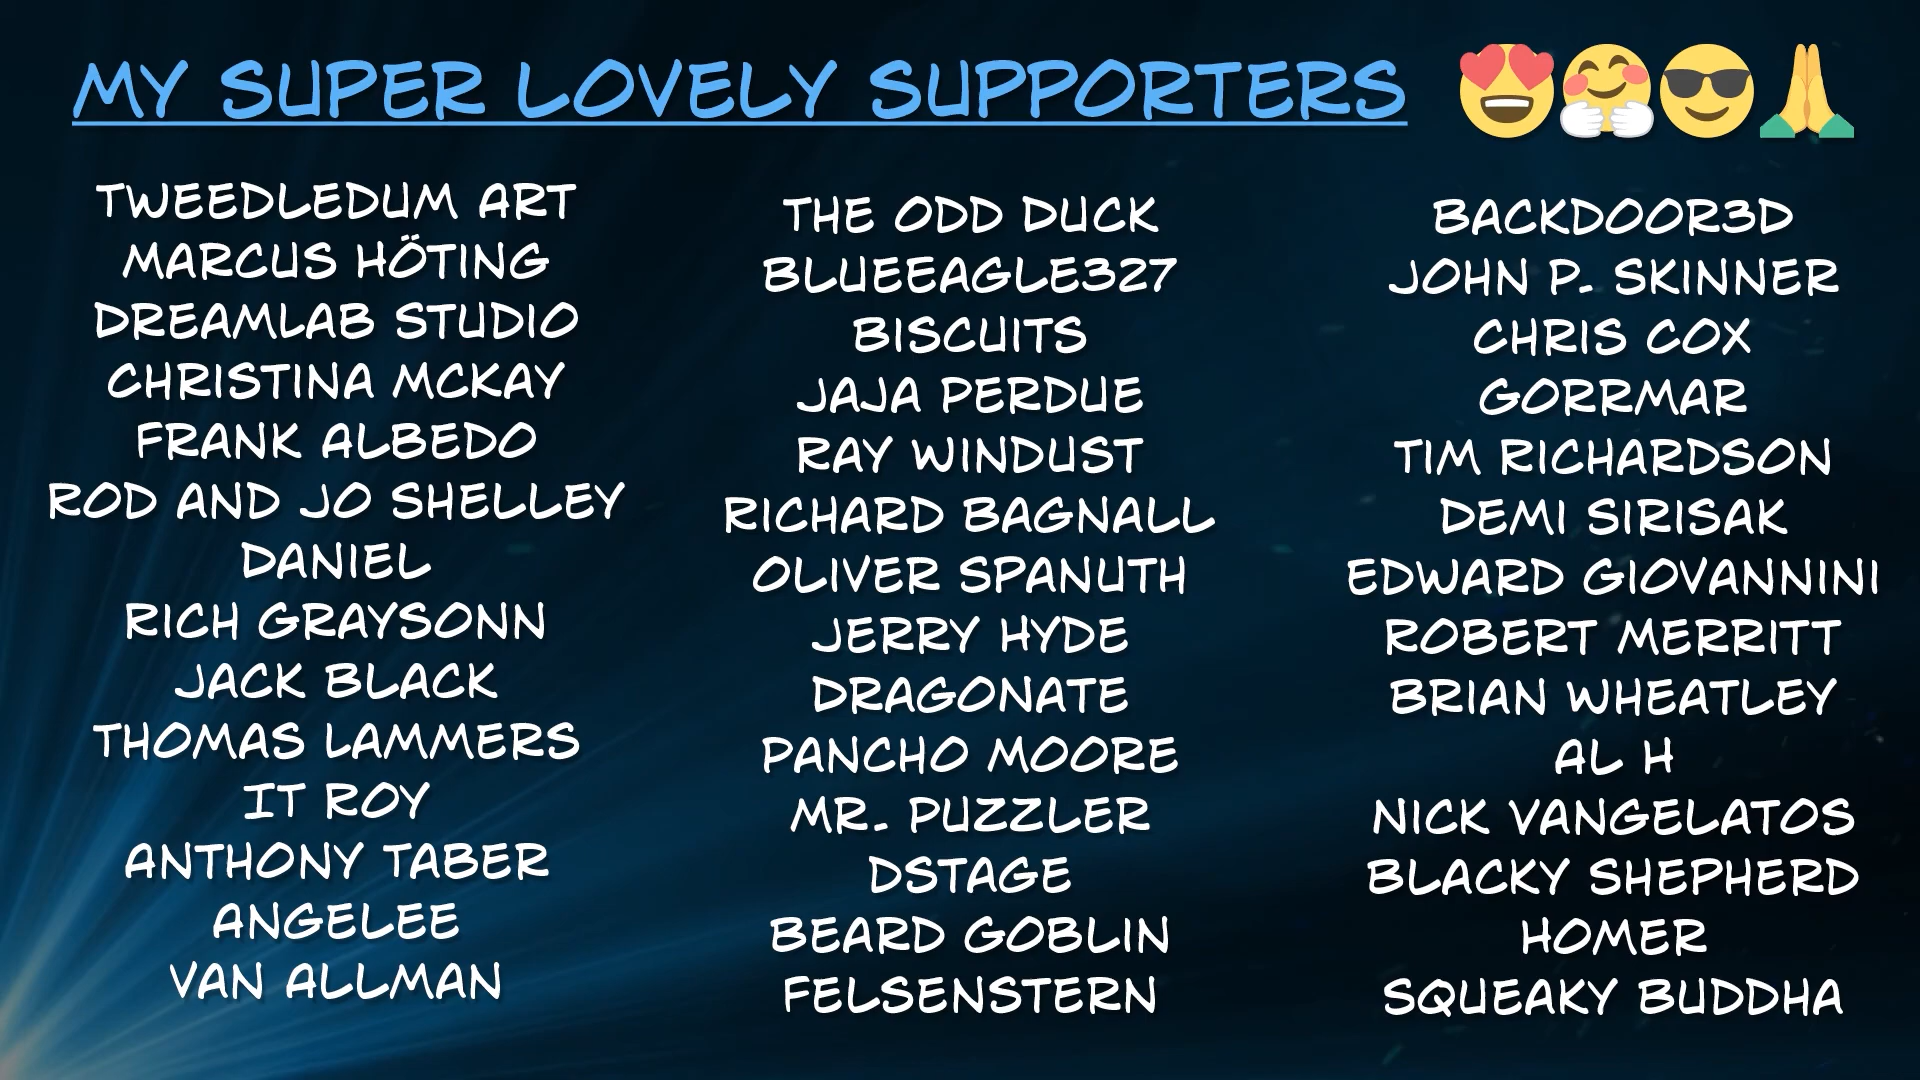 MY SUPER LOVELY SUPPORTERS 😍🤗😎🙏
TWEEDLEDUM ART
MARCUS HÖTING
DREAMLAB STUDIO
CHRISTINA MCKAY
FRANK ALBEDO
ROD AND JO SHELLEY
DANIEL
RICH GRAYSONN
JACK BLACK
THOMAS LAMMERS
IT ROY
ANTHONY TABER
ANGELEE
VAN ALLMAN
THE ODD DUCK
BLUEEAGLE327
BISCUITS
JAJA PERDUE
RAY WINDUST
RICHARD BAGNALL
OLIVER SPANUTH
JERRY HYDE
DRAGONATE
PANCHO MOORE
MR. PUZZLER
DSTAGE
BEARD GOBLIN
FELSENSTERN
BACKDOOR3D
JOHN P. SKINNER
CHRIS COX
GORRMAR
TIM RICHARDSON
DEMI SIRISAK
EDWARD GIOVANNINI
ROBERT MERRITT
BRIAN WHEATLEY
AL H
NICK VANGELATOS
BLACKY SHEPHERD
HOMER
SQUEAKY BUDDHA